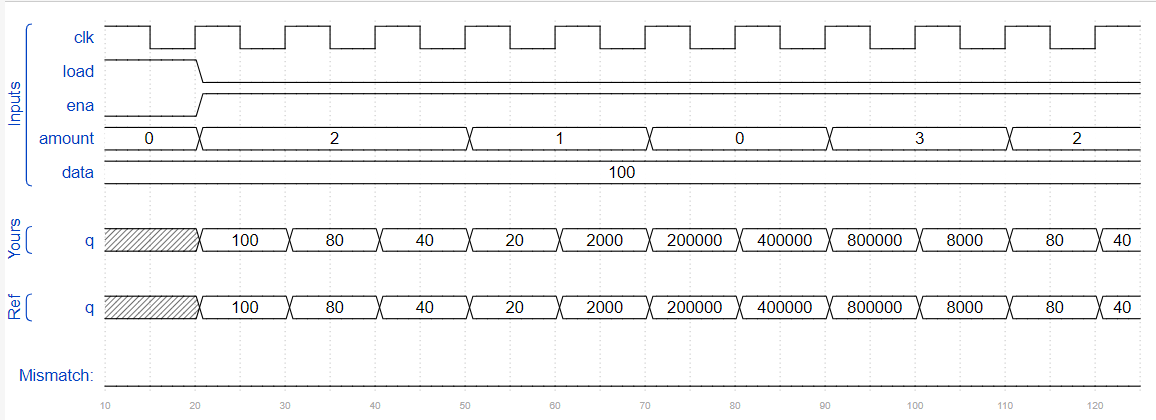 Inputs
clk
load
ena
amount 0 2 1 0 3 2
data 100
Yours
q 100 80 40 20 2000 200000 400000 800000 8000 80 40
Ref
q 100 80 40 20 2000 200000 400000 800000 8000 80 40
Mismatch:
10 20 30 40 50 60 70 80 90 100 110 120